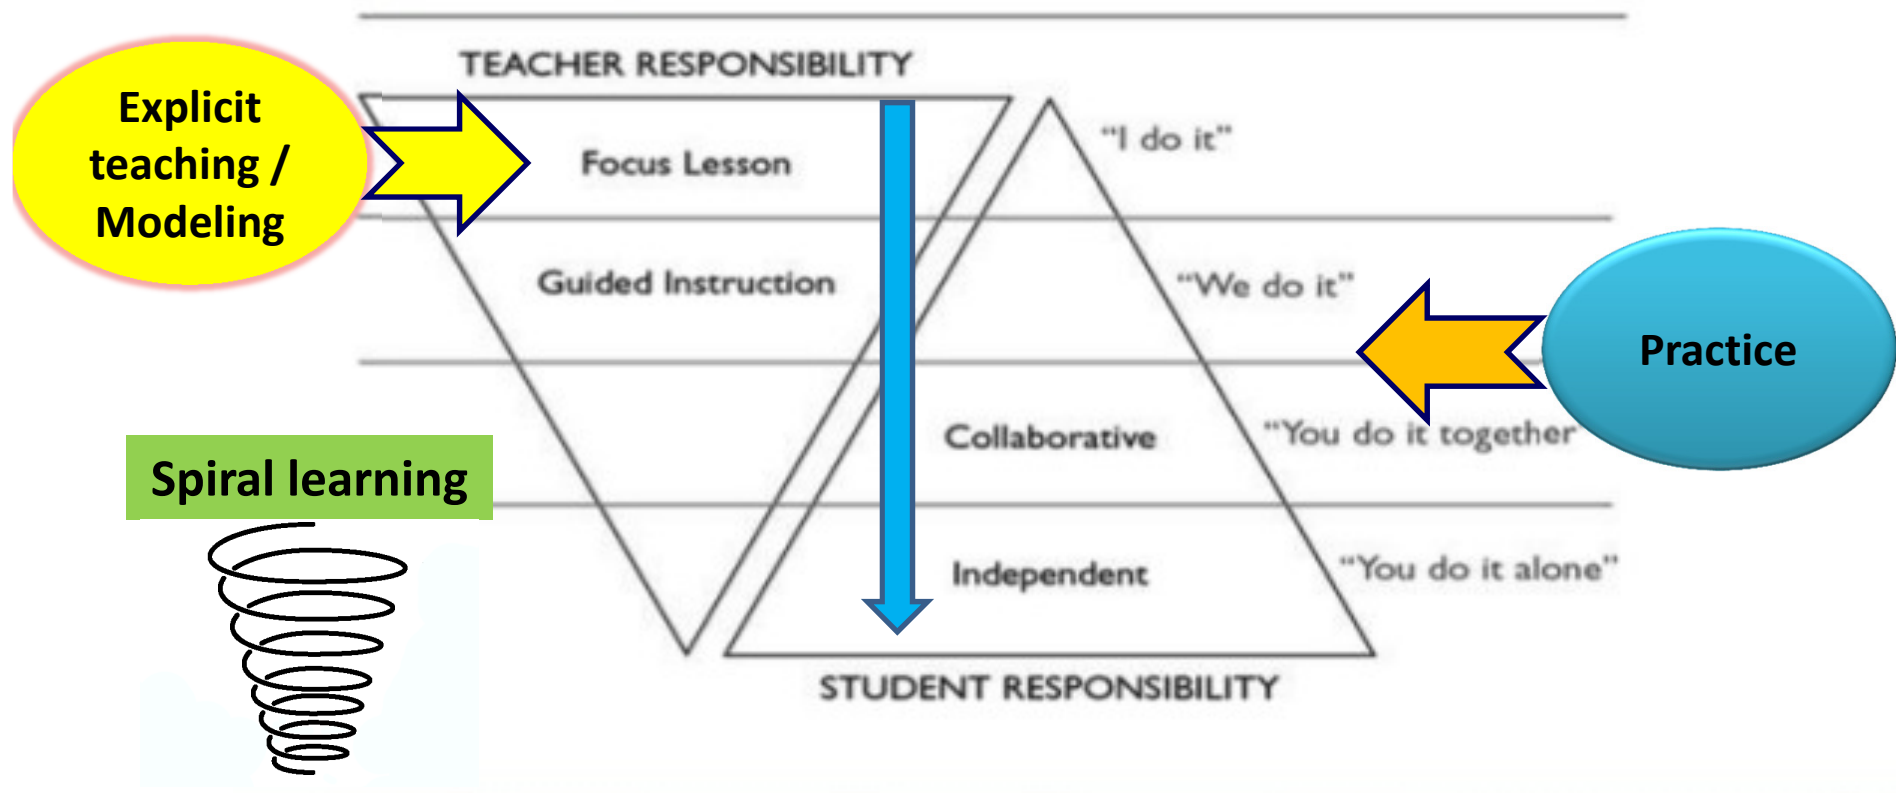 TEACHER RESPONSIBILITY
Explicit
teaching /
Modeling
Focus Lesson
“I do it”
Guided Instruction
“We do it”
Practice
Collaborative
“You do it together
Spiral learning
Independent
“You do it alone”
STUDENT RESPONSIBILITY